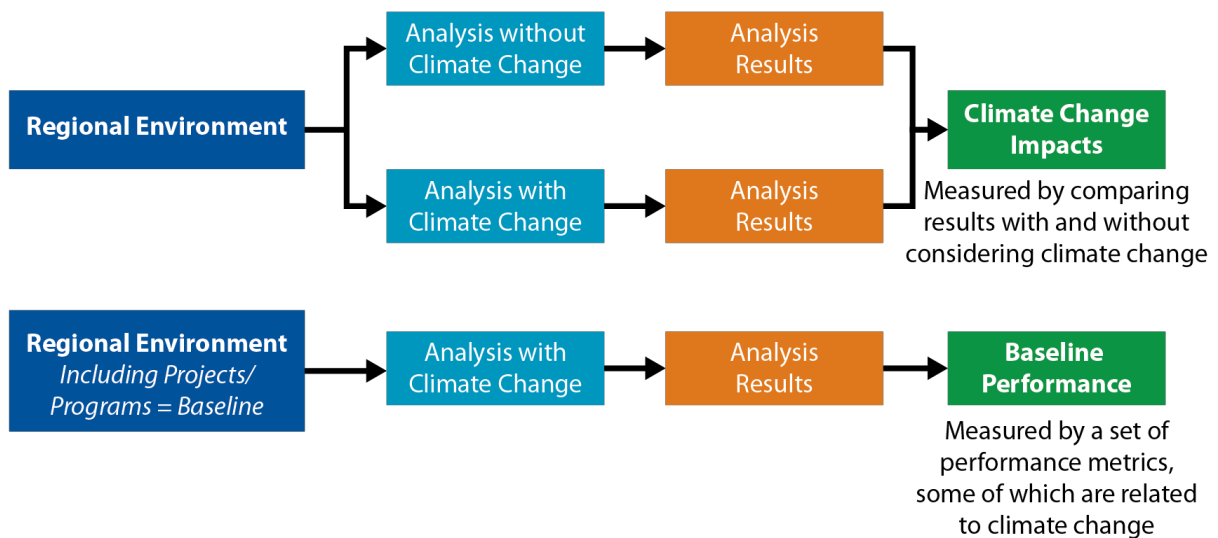 Analysis without
Climate Change
Analysis
Results
Regional Environment
Climate Change
Impacts
Analysis with
Climate Change
Analysis
Results
Measured by comparing
results with and without
considering climate change
Regional Environment
Including Projects/
Programs = Baseline
Analysis with
Climate Change
Analysis
Results
Baseline
Performance
Measured by a set of
performance metrics,
some of which are related
to climate change